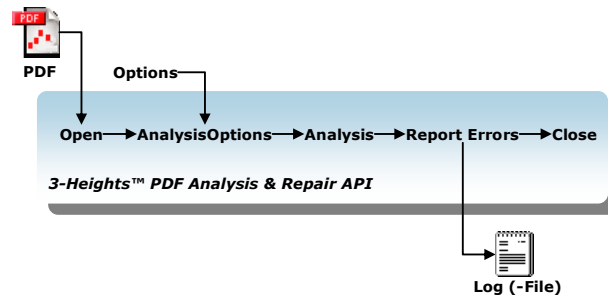 PDF
PDF
Options
Open AnalysisOptions Analysis Report Errors Close
3-Heights™ PDF Analysis & Repair API
Log (-File)